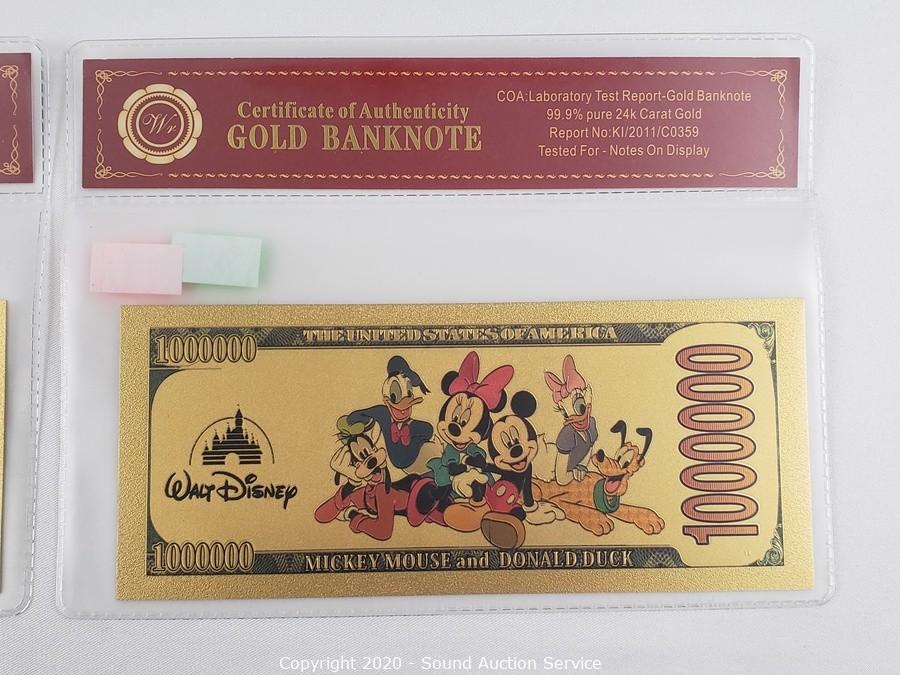 Wr
Certificate of Authenticity
GOLD BANKNOTE
COA:Laboratory Test Report-Gold Banknote
99.9% pure 24k Carat Gold
Report No:KI/2011/C0359
Tested For - Notes On Display
THE UNITED STATES OF AMERICA
1000000
WALT DISNEY
1000000
1000000
MICKEY MOUSE and DONALD DUCK
Copyright 2020 - Sound Auction Service